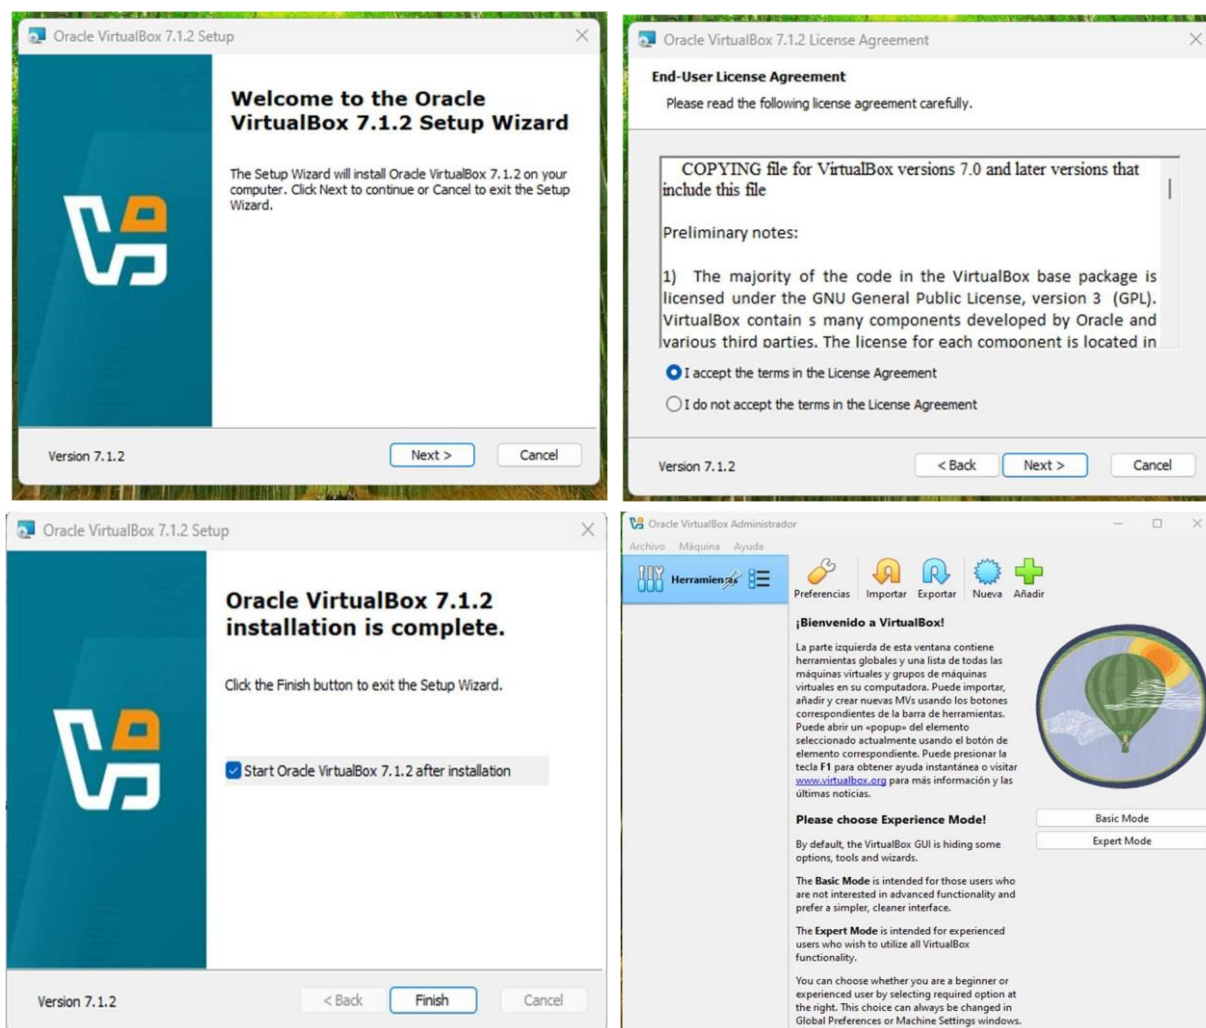 Oracle VirtualBox 7.1.2 Setup
Welcome to the Oracle
VirtualBox 7.1.2 Setup Wizard
The Setup Wizard will install Oracle VirtualBox 7.1.2 on your
computer. Click Next to continue or Cancel to exit the Setup
Wizard.
Version 7.1.2
Next >
Cancel
Oracle VirtualBox 7.1.2 License Agreement
End-User License Agreement
Please read the following license agreement carefully.
COPYING file for VirtualBox versions 7.0 and later versions that
include this file
Preliminary notes:
1) The majority of the code in the VirtualBox base package is
licensed under the GNU General Public License, version 3 (GPL).
VirtualBox contain s many components developed by Oracle and
various third parties. The license for each component is located in
I accept the terms in the License Agreement
I do not accept the terms in the License Agreement
Version 7.1.2
< Back
Next >
Cancel
Oracle VirtualBox 7.1.2 Setup
Oracle VirtualBox 7.1.2
installation is complete.
Click the Finish button to exit the Setup Wizard.
Start Oracle VirtualBox 7.1.2 after installation
Version 7.1.2
< Back
Finish
Cancel
Oracle VirtualBox Administrador
Archivo Máquina Ayuda
Herramientas
Preferencias Importar Exportar Nueva Añadir
¡Bienvenido a VirtualBox!
La parte izquierda de esta ventana contiene
herramientas globales y una lista de todas las
máquinas virtuales y grupos de máquinas
virtuales en su computadora. Puede importar,
añadir y crear nuevas MVs usando los botones
correspondientes de la barra de herramientas.
Puede abrir un «popup» del elemento
seleccionado actualmente usando el botón de
elemento correspondiente. Puede presionar la
tecla F1 para obtener ayuda instantánea o visitar
www.virtualbox.org para más información y las
últimas noticias.
Please choose Experience Mode!
By default, the VirtualBox GUI is hiding some
options, tools and wizards.
The Basic Mode is intended for those users who
are not interested in advanced functionality and
prefer a simpler, cleaner interface.
The Expert Mode is intended for experienced
users who wish to utilize all VirtualBox
functionality.
You can choose whether you are a beginner or
experienced user by selecting required option at
the right. This choice can always be changed in
Global Preferences or Machine Settings windows.
Basic Mode
Expert Mode